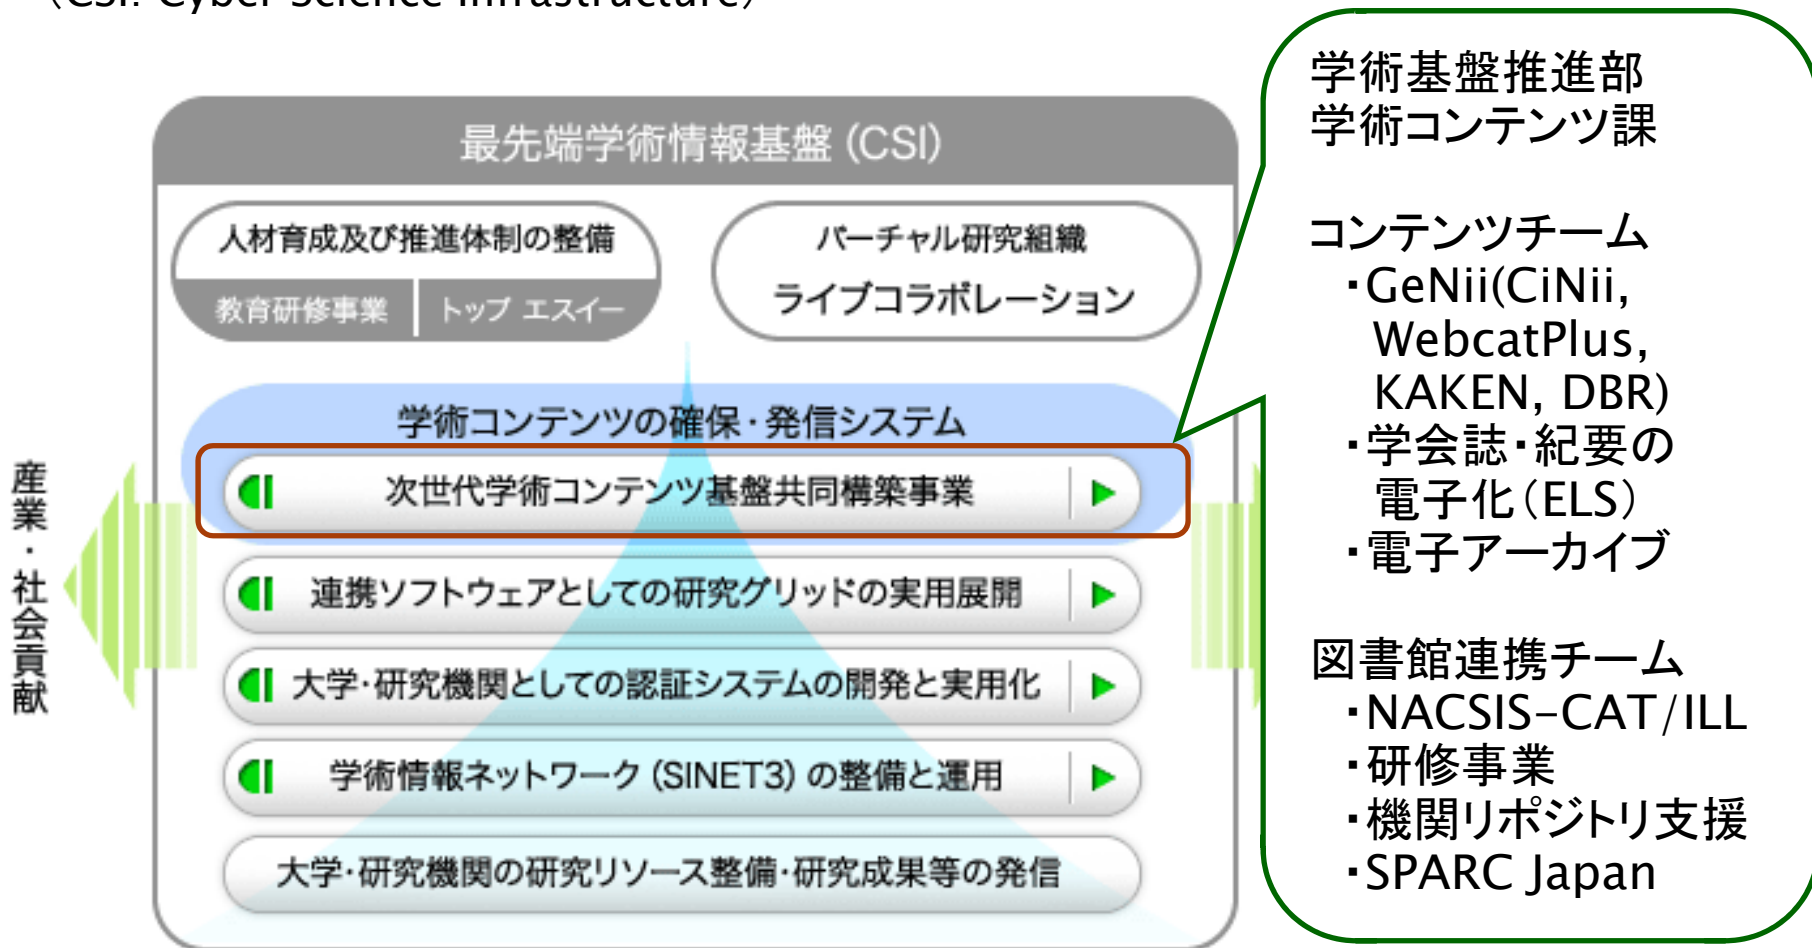 （CSI: Cyber Science Infrastructure）
最先端学術情報基盤 (CSI)
人材育成及び推進体制の整備
教育研修事業
トップ エスイー
バーチャル研究組織
ライブコラボレーション
学術コンテンツの確保・発信システム
次世代学術コンテンツ基盤共同構築事業
連携ソフトウェアとしての研究グリッドの実用展開
大学・研究機関としての認証システムの開発と実用化
学術情報ネットワーク (SINET3) の整備と運用
大学・研究機関の研究リソース整備・研究成果等の発信
産業・社会貢献
学術基盤推進部
学術コンテンツ課
コンテンツチーム
・GeNii(CiNii,
WebcatPlus,
KAKEN, DBR)
・学会誌・紀要の
電子化（ELS）
・電子アーカイブ
図書館連携チーム
・NACSIS-CAT/ILL
・研修事業
・機関リポジトリ支援
・SPARC Japan